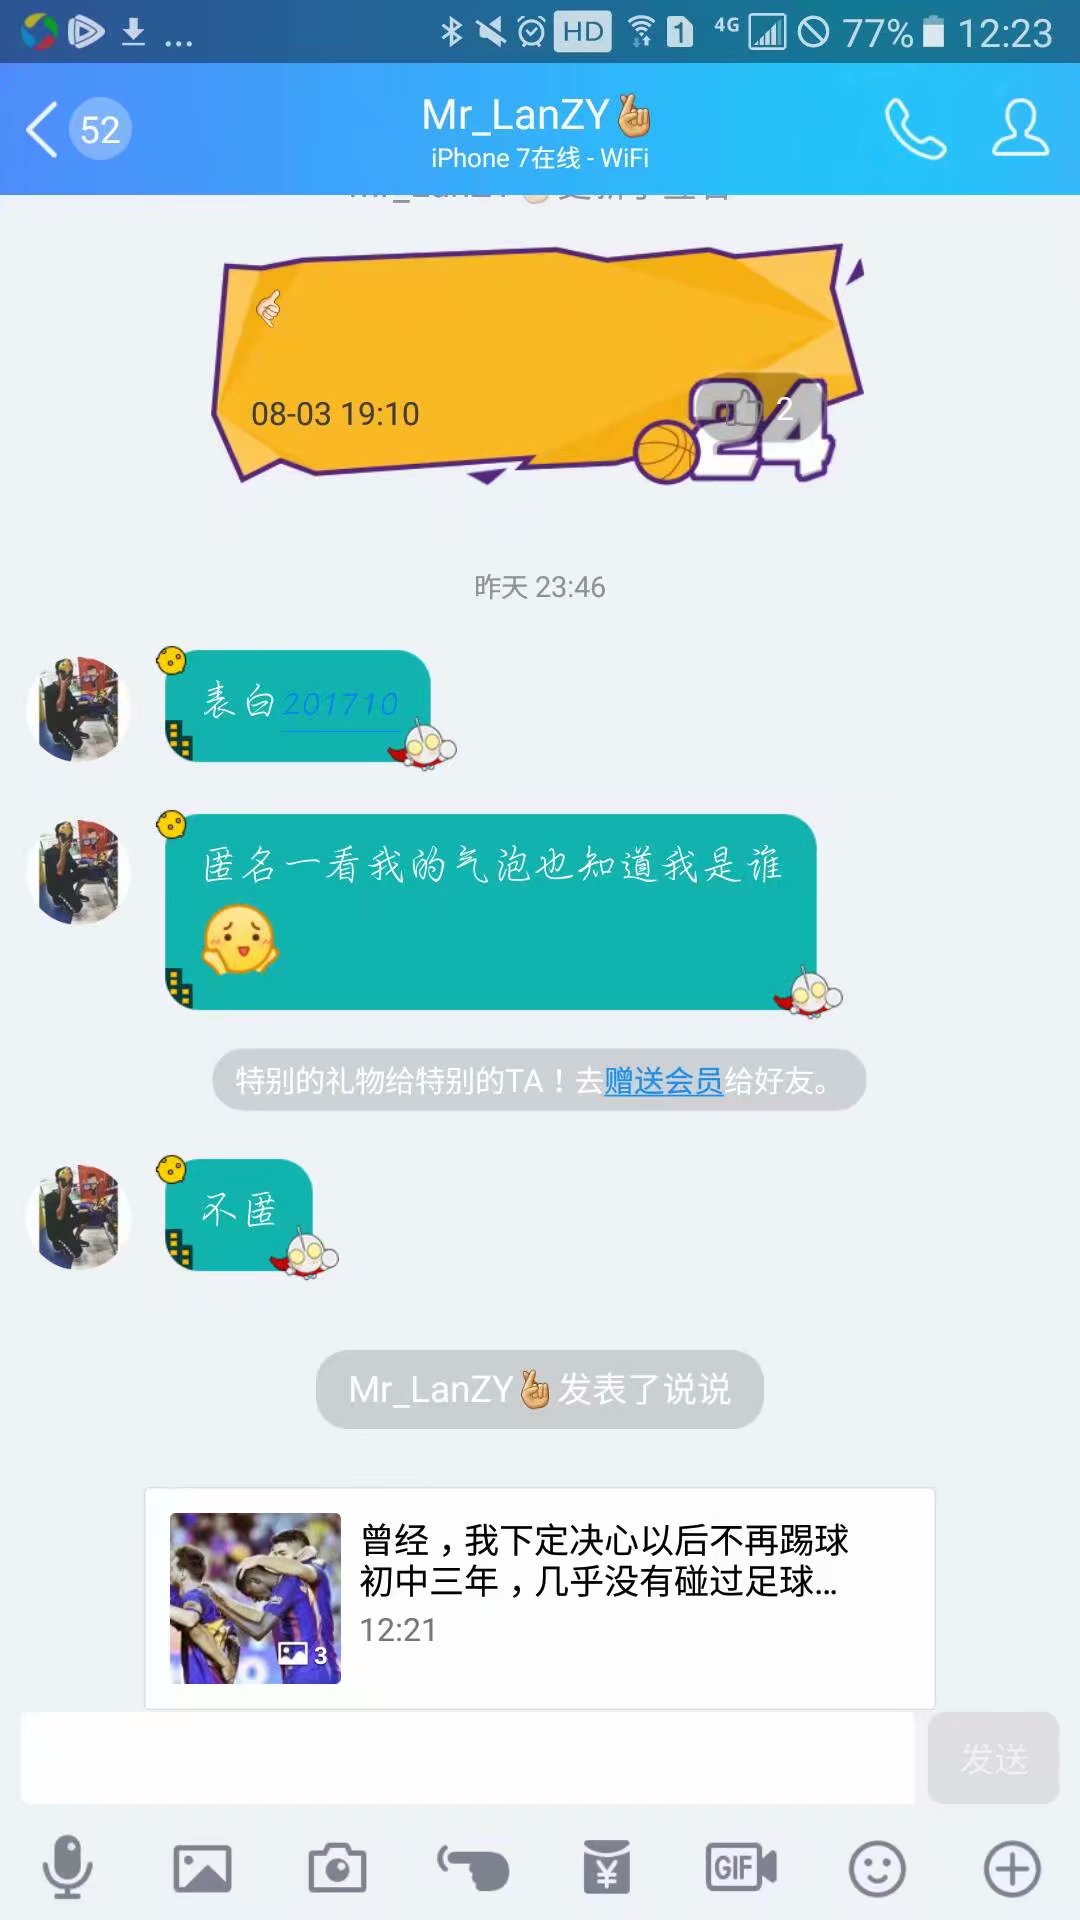 ... HD 1 4G 77% 12:23
52
Mr_LanZY
iPhone 7在线 - WiFi
08-03 19:10
2
24
昨天 23:46
表白201710
匿名一看我的气泡也知道我是谁
特别的礼物给特别的TA！去赠送会员给好友。
不匿
Mr_LanZY 发表了说说
曾经，我下定决心以后不再踢球
初中三年，几乎没有碰过足球...
12:21
3
发送
¥
GIF